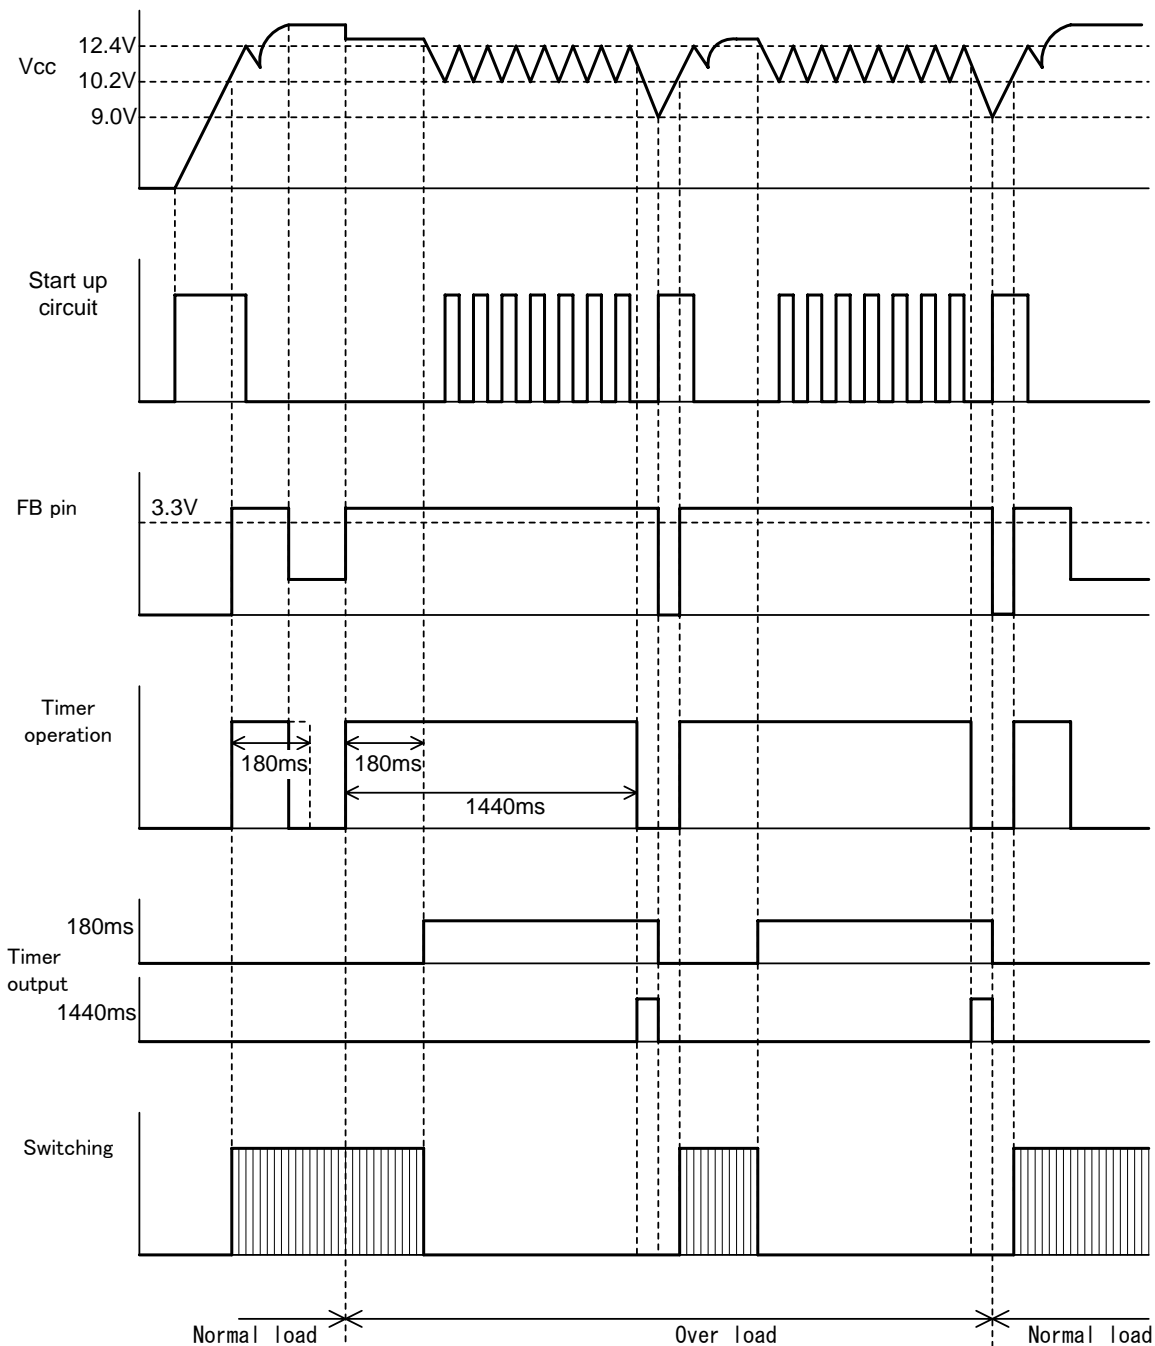 12.4V
Vcc
10.2V
9.0V
Start up
circuit
FB pin
3.3V
Timer
operation
180ms
180ms
1440ms
180ms
Timer
output
1440ms
Switching
Normal load
Over load
Normal load